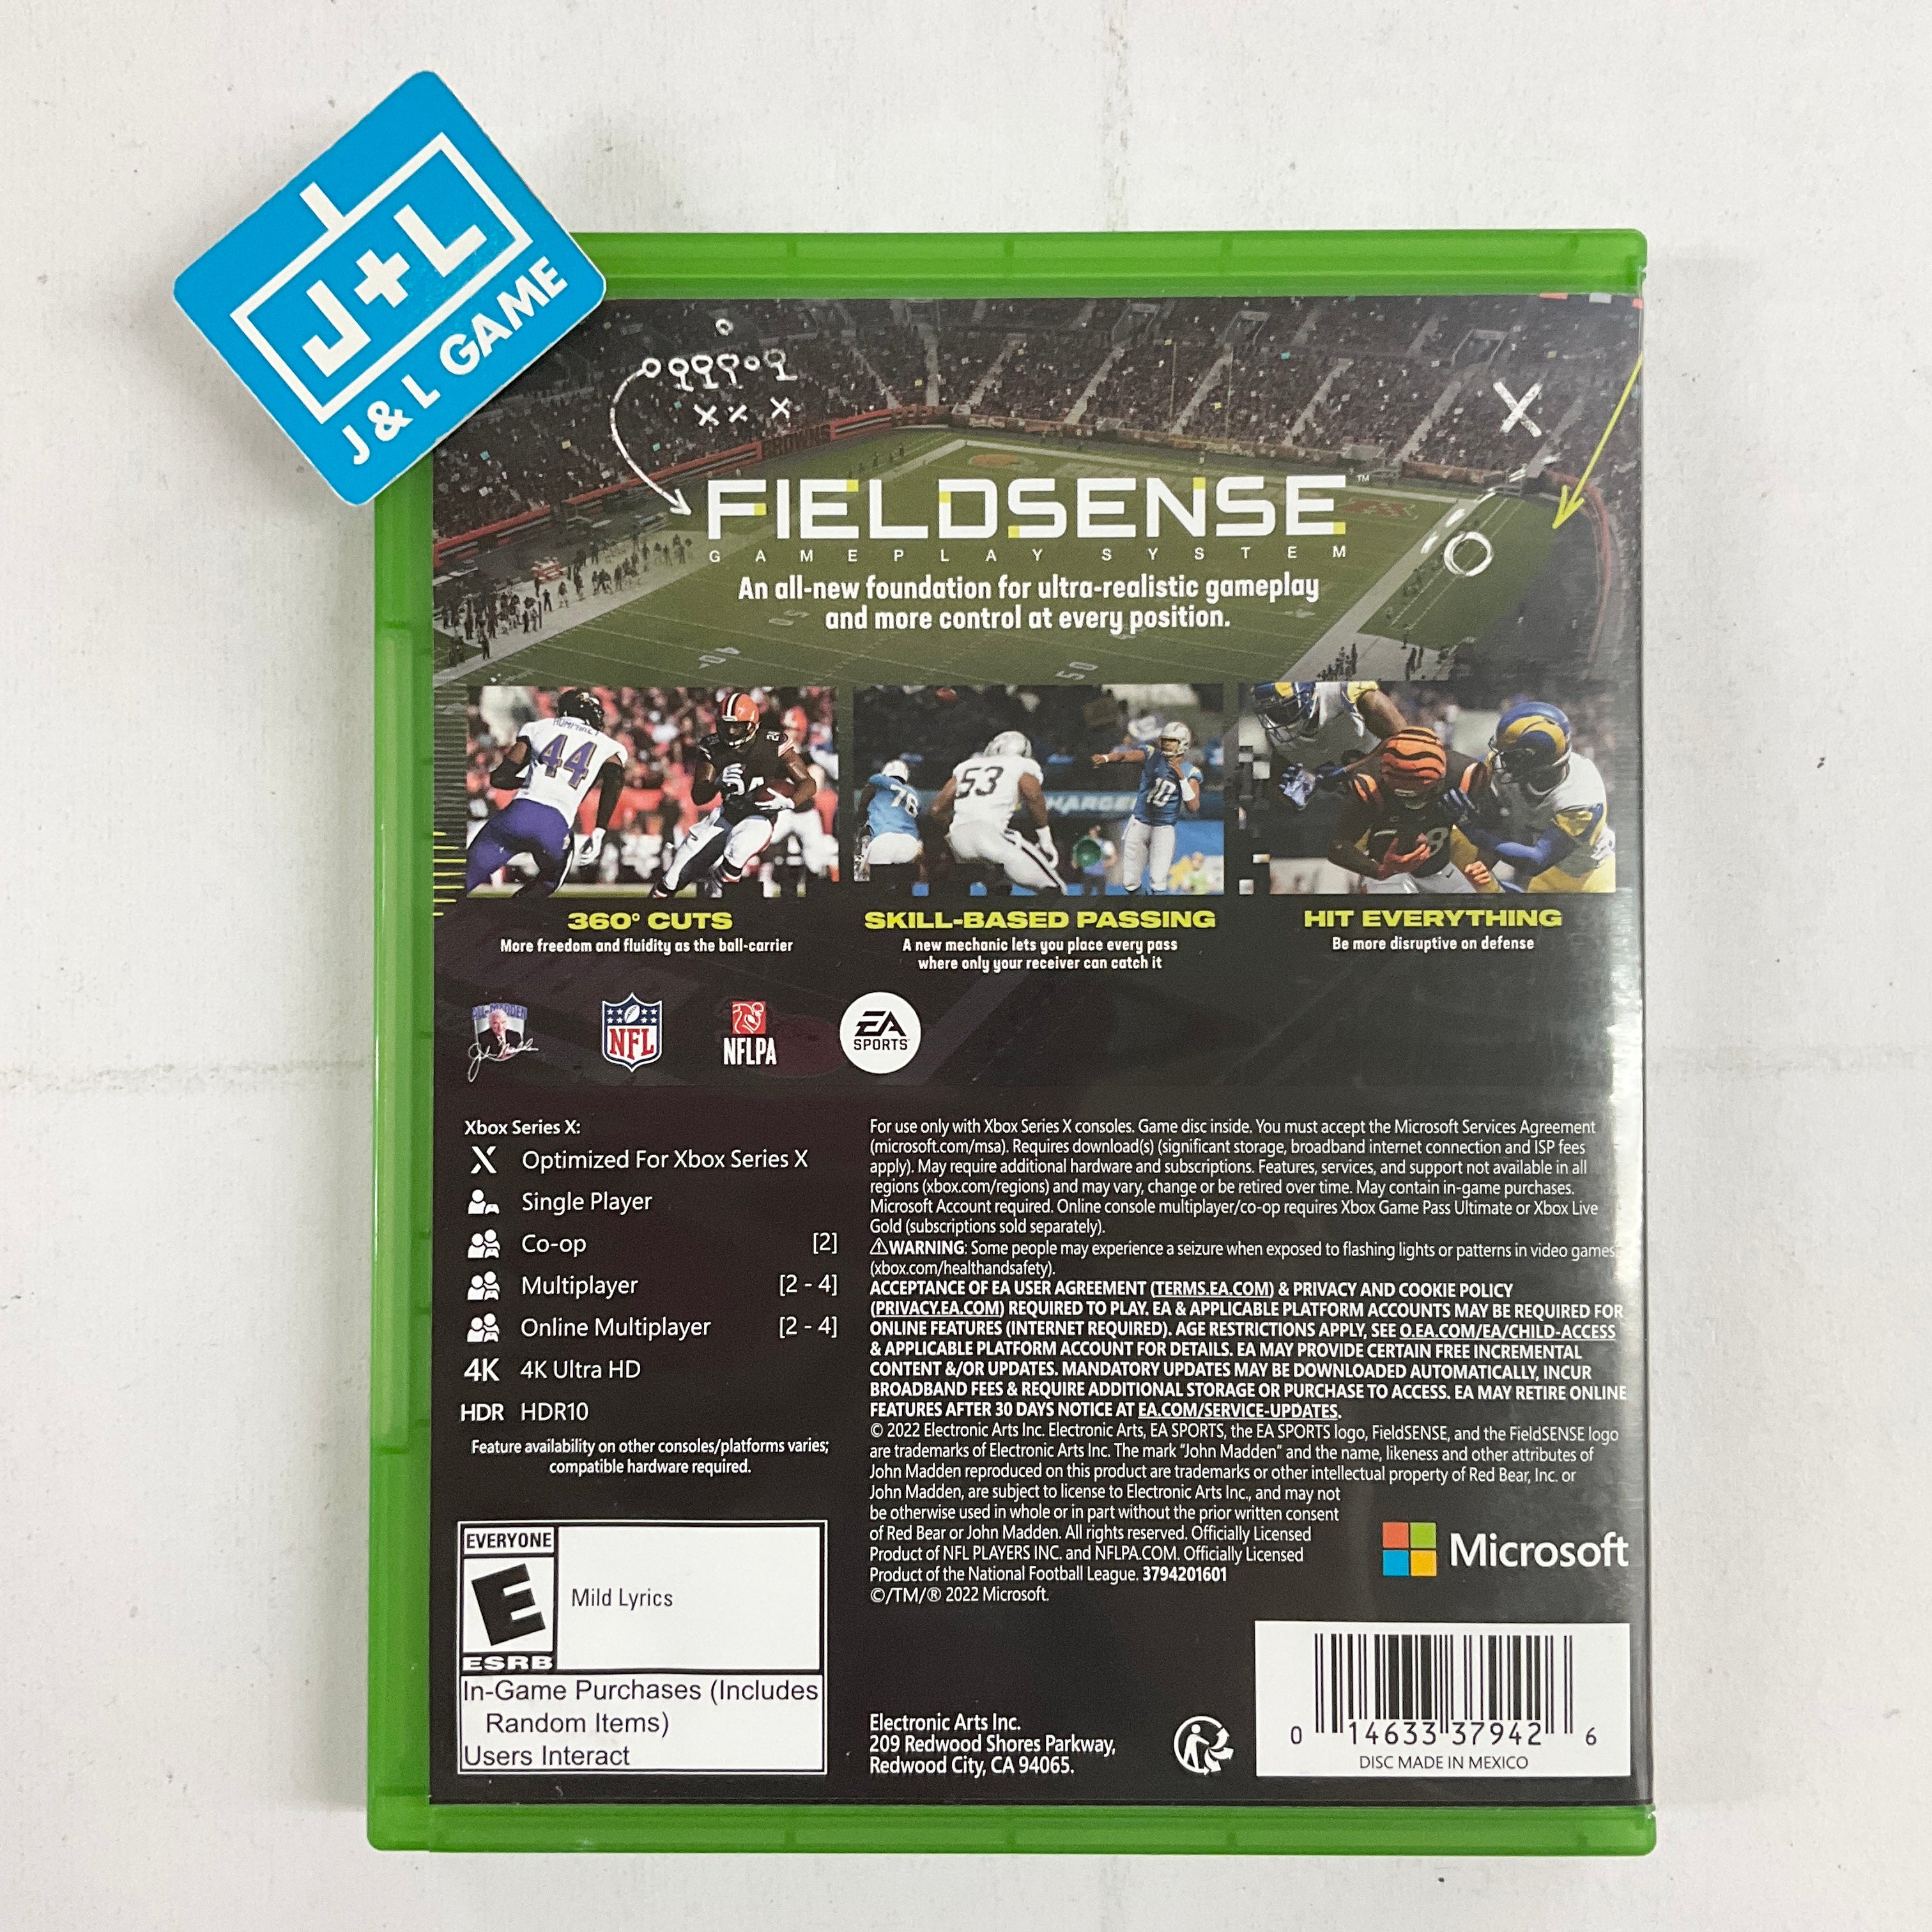 J+L
J & L GAME
BROWNS
FIELDSENSE™
GAMEPLAY SYSTEM
An all-new foundation for ultra-realistic gameplay
and more control at every position.
HUMPHREY
44
24
76
53
CHARGERS
10
360° CUTS
More freedom and fluidity as the ball-carrier
SKILL-BASED PASSING
A new mechanic lets you place every pass
where only your receiver can catch it
HIT EVERYTHING
Be more disruptive on defense
ALL-MADDEN
John Madden
NFL
NFLPA
EA
SPORTS
Xbox Series X:
Optimized For Xbox Series X
Single Player
Co-op [2]
Multiplayer [2 - 4]
Online Multiplayer [2 - 4]
4K 4K Ultra HD
HDR HDR10
Feature availability on other consoles/platforms varies;
compatible hardware required.
For use only with Xbox Series X consoles. Game disc inside. You must accept the Microsoft Services Agreement
(microsoft.com/msa). Requires download(s) (significant storage, broadband internet connection and ISP fees
apply). May require additional hardware and subscriptions. Features, services, and support not available in all
regions (xbox.com/regions) and may vary, change or be retired over time. May contain in-game purchases.
Microsoft Account required. Online console multiplayer/co-op requires Xbox Game Pass Ultimate or Xbox Live
Gold (subscriptions sold separately).
⚠WARNING: Some people may experience a seizure when exposed to flashing lights or patterns in video games
(xbox.com/healthandsafety).
ACCEPTANCE OF EA USER AGREEMENT (TERMS.EA.COM) & PRIVACY AND COOKIE POLICY
(PRIVACY.EA.COM) REQUIRED TO PLAY. EA & APPLICABLE PLATFORM ACCOUNTS MAY BE REQUIRED FOR
ONLINE FEATURES (INTERNET REQUIRED). AGE RESTRICTIONS APPLY, SEE O.EA.COM/EA/CHILD-ACCESS
& APPLICABLE PLATFORM ACCOUNT FOR DETAILS. EA MAY PROVIDE CERTAIN FREE INCREMENTAL
CONTENT &/OR UPDATES. MANDATORY UPDATES MAY BE DOWNLOADED AUTOMATICALLY, INCUR
BROADBAND FEES & REQUIRE ADDITIONAL STORAGE OR PURCHASE TO ACCESS. EA MAY RETIRE ONLINE
FEATURES AFTER 30 DAYS NOTICE AT EA.COM/SERVICE-UPDATES.
© 2022 Electronic Arts Inc. Electronic Arts, EA SPORTS, the EA SPORTS logo, FieldSENSE, and the FieldSENSE logo
are trademarks of Electronic Arts Inc. The mark “John Madden” and the name, likeness and other attributes of
John Madden reproduced on this product are trademarks or other intellectual property of Red Bear, Inc. or
John Madden, are subject to license to Electronic Arts Inc., and may not
be otherwise used in whole or in part without the prior written consent
of Red Bear or John Madden. All rights reserved. Officially Licensed
Product of NFL PLAYERS INC. and NFLPA.COM. Officially Licensed
Product of the National Football League. 3794201601
©/TM/® 2022 Microsoft.
Microsoft
EVERYONE
E
ESRB
Mild Lyrics
In-Game Purchases (Includes
Random Items)
Users Interact
Electronic Arts Inc.
209 Redwood Shores Parkway,
Redwood City, CA 94065.
0 14633 37942 6
DISC MADE IN MEXICO